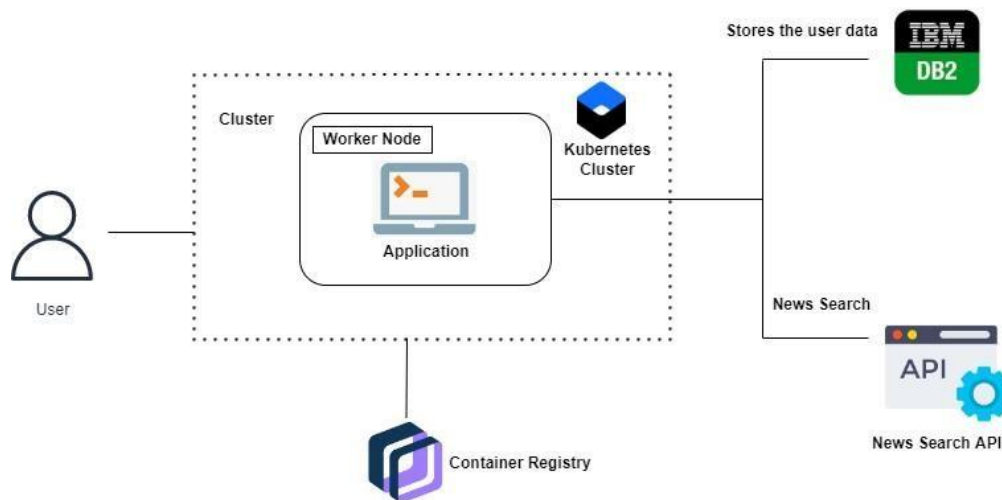 Stores the user data
IBM
DB2
Cluster
Worker Node
Kubernetes
Cluster
Application
User
News Search
API
News Search API
Container Registry